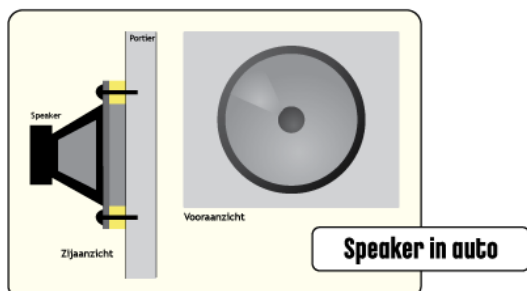 Portier
Speaker
Zijaanzicht
Vooraanzicht
Speaker in auto